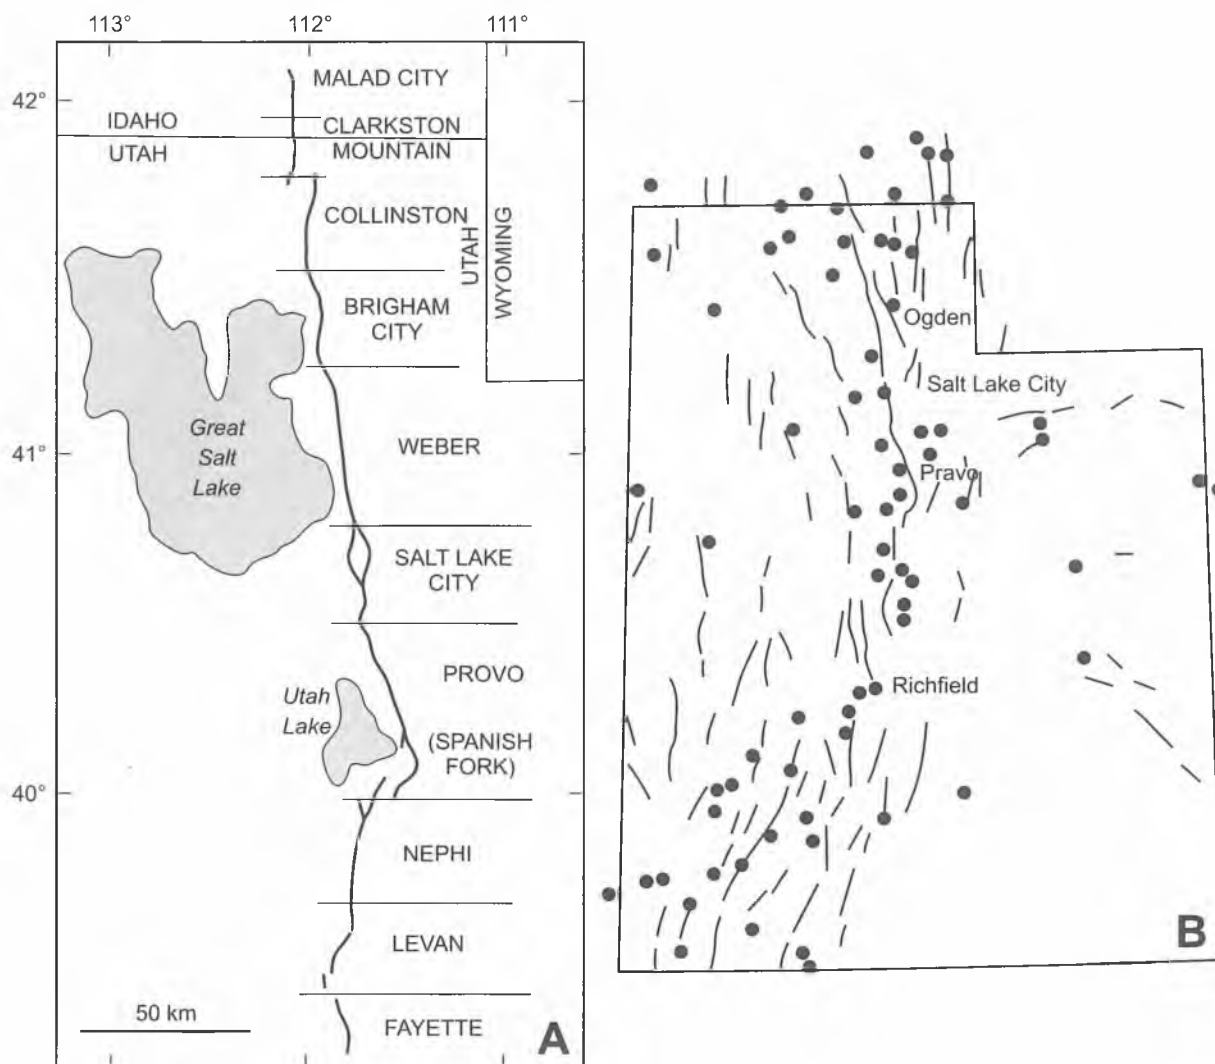 113°
112°
111°
42°
41°
40°
MALAD CITY
IDAHO
UTAH
CLARKSTON
MOUNTAIN
COLLINSTON
UTAH
WYOMING
BRIGHAM
CITY
Great
Salt
Lake
WEBER
SALT LAKE
CITY
PROVO
Utah
Lake
(SPANISH
FORK)
NEPHI
LEVAN
50 km
FAYETTE
A
Ogden
Salt Lake City
Pravo
Richfield
B